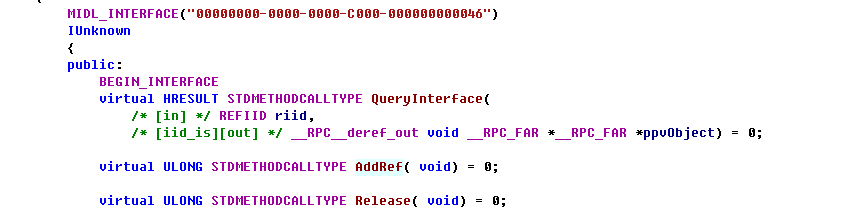 {
MIDL_INTERFACE("00000000-0000-0000-C000-000000000046")
IUnknown
{
public:
BEGIN_INTERFACE
virtual HRESULT STDMETHODCALLTYPE QueryInterface(
/* [in] */ REFIID riid,
/* [iid_is][out] */ __RPC__deref_out void __RPC_FAR *__RPC_FAR *ppvObject) = 0;
virtual ULONG STDMETHODCALLTYPE AddRef( void) = 0;
virtual ULONG STDMETHODCALLTYPE Release( void) = 0;